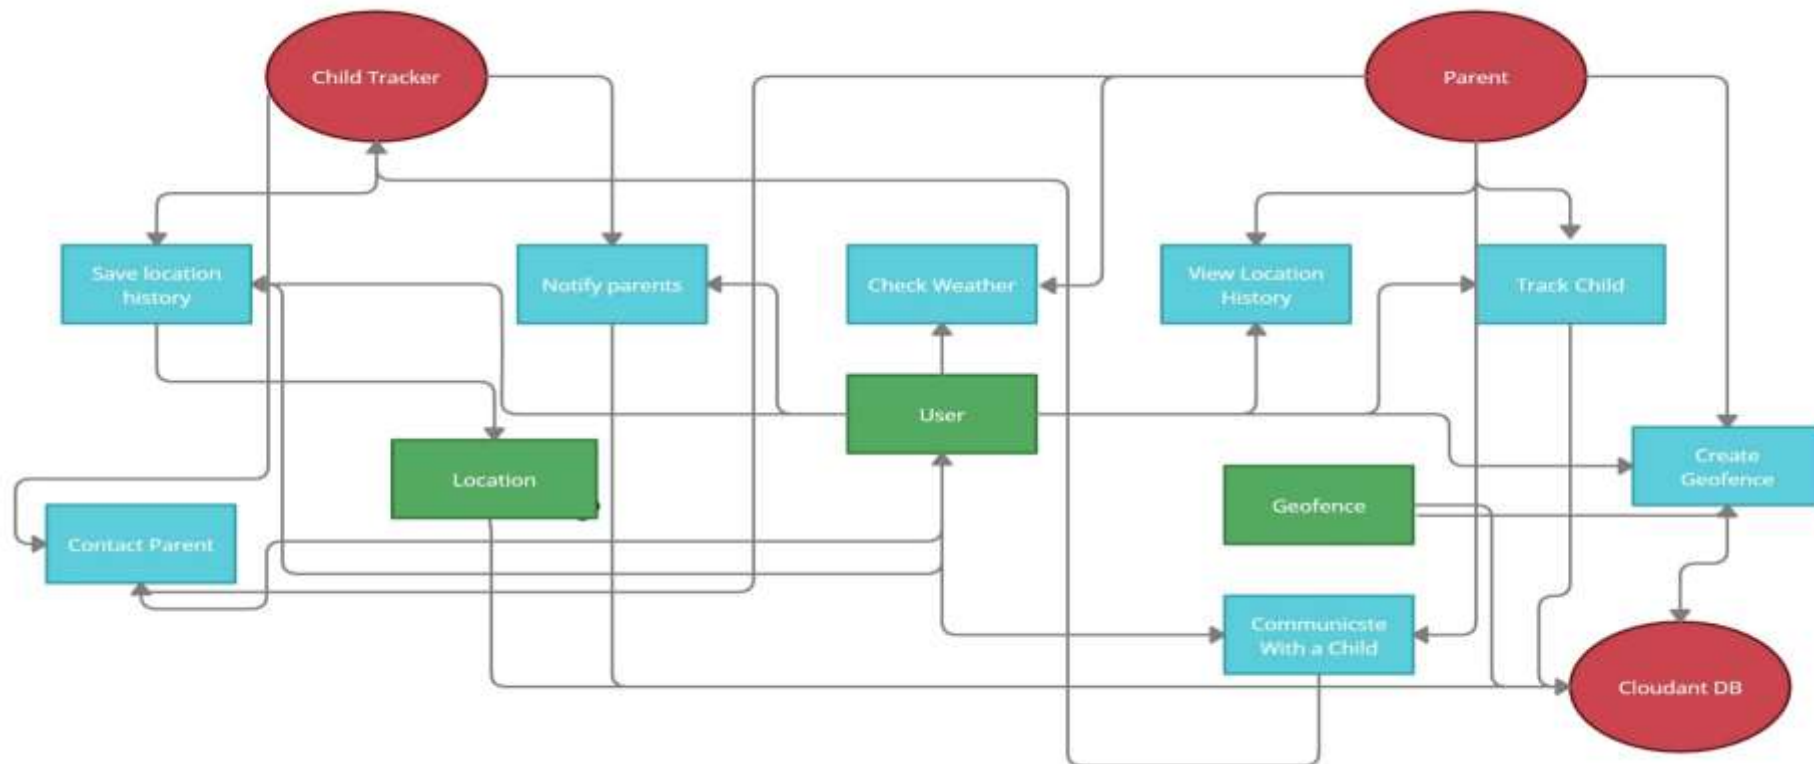 Child Tracker
Parent
Save location
history
Notify parents
Check Weather
View Location
History
Track Child
User
Location
Geofence
Create
Geofence
Contact Parent
Communicste
With a Child
Cloudant DB